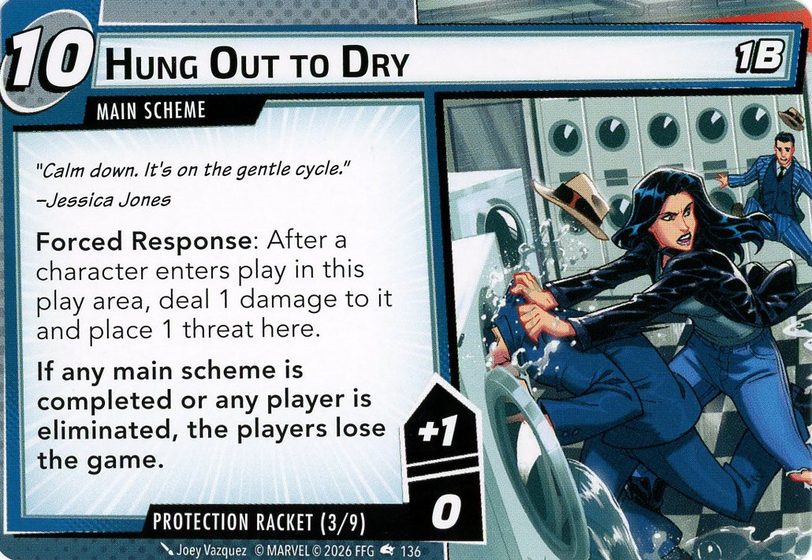 10
HUNG OUT TO DRY
1B
MAIN SCHEME
"Calm down. It's on the gentle cycle."
–Jessica Jones
Forced Response: After a
character enters play in this
play area, deal 1 damage to it
and place 1 threat here.
If any main scheme is
completed or any player is
eliminated, the players lose
the game.
+1
0
PROTECTION RACKET (3/9)
Joey Vazquez © MARVEL © 2026 FFG 136